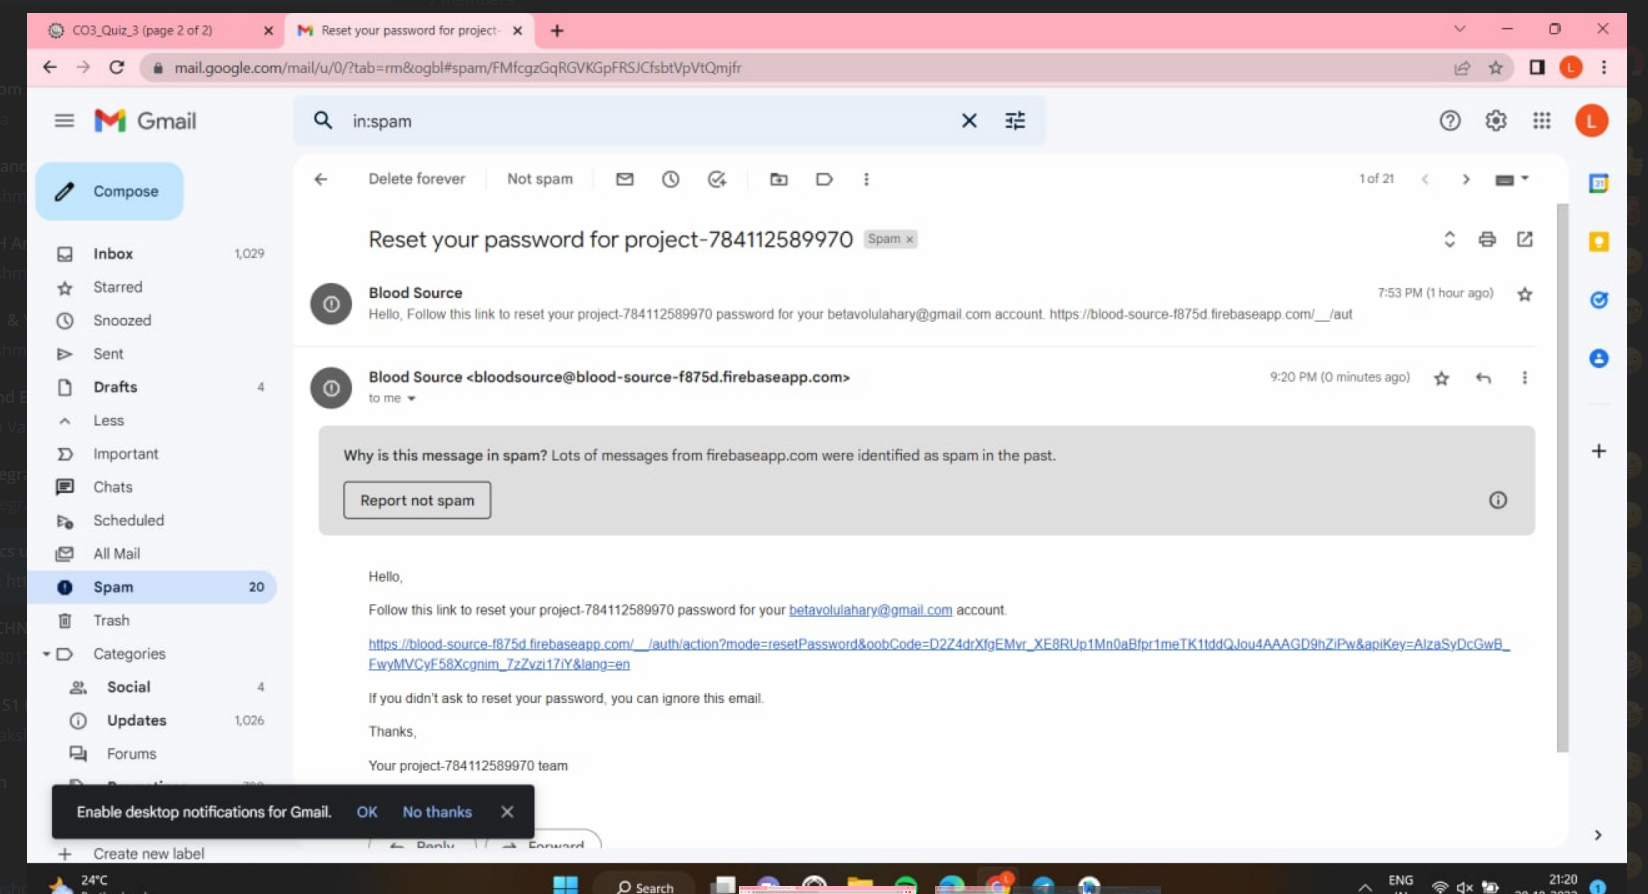 CO3_Quiz_3 (page 2 of 2)
Reset your password for project-
mail.google.com/mail/u/0/?tab=rm&ogbl#spam/FMfcgzGqRGVKGpFRSJCfsbtVpVtQmjfr
L
Gmail
in:spam
L
Compose
Delete forever
Not spam
1 of 21
31
Reset your password for project-784112589970
Spam ×
Inbox 1,029
Starred
Snoozed
Sent
Drafts 4
Less
Important
Chats
Scheduled
All Mail
Spam 20
Trash
Categories
Social 4
Updates 1,026
Forums
Blood Source
7:53 PM (1 hour ago)
Hello, Follow this link to reset your project-784112589970 password for your betavolulahary@gmail.com account. https://blood-source-f875d.firebaseapp.com/__/aut
Blood Source <bloodsource@blood-source-f875d.firebaseapp.com>
9:20 PM (0 minutes ago)
to me
Why is this message in spam? Lots of messages from firebaseapp.com were identified as spam in the past.
Report not spam
Hello,
Follow this link to reset your project-784112589970 password for your betavolulahary@gmail.com account.
https://blood-source-f875d.firebaseapp.com/__/auth/action?mode=resetPassword&oobCode=D2Z4drXfgEMvr_XE8RUp1Mn0aBfpr1meTK1tddQJou4AAAGD9hZiPw&apiKey=AIzaSyDcGwB_
FwyMVCyF58Xcgnim_7zZvzi17iY&lang=en
If you didn't ask to reset your password, you can ignore this email.
Thanks,
Your project-784112589970 team
Reply
Forward
Enable desktop notifications for Gmail. OK No thanks
Create new label
24°C
Search
ENG
21:20
1